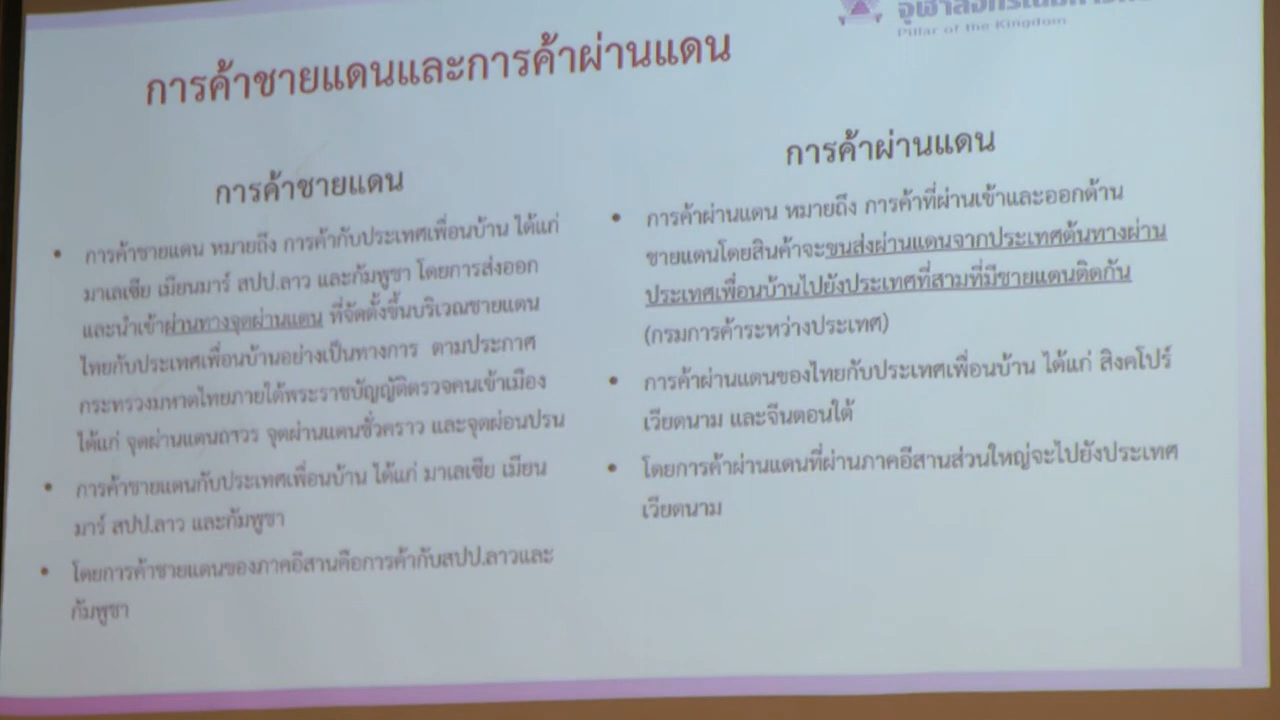 Pillar of the Kingdom
การค้าชายแดนและการค้าผ่านแดน
การค้าชายแดน
• การค้าชายแดน หมายถึง การค้ากับประเทศเพื่อนบ้าน ได้แก่
มาเลเซีย เมียนมาร์ สปป.ลาว และกัมพูชา โดยการส่งออก
และนำเข้าผ่านทางจุดผ่านแดน ที่จัดตั้งขึ้นบริเวณชายแดน
ไทยกับประเทศเพื่อนบ้านอย่างเป็นทางการ ตามประกาศ
กระทรวงมหาดไทยภายใต้พระราชบัญญัติตรวจคนเข้าเมือง
ได้แก่ จุดผ่านแดนถาวร จุดผ่านแดนชั่วคราว และจุดผ่อนปรน
• การค้าชายแดนกับประเทศเพื่อนบ้าน ได้แก่ มาเลเซีย เมียน
มาร์ สปป.ลาว และกัมพูชา
• โดยการค้าชายแดนของภาคอีสานคือการค้ากับสปป.ลาวและ
กัมพูชา
การค้าผ่านแดน
• การค้าผ่านแดน หมายถึง การค้าที่ผ่านเข้าและออกด้าน
ชายแดนโดยสินค้าจะขนส่งผ่านแดนจากประเทศต้นทางผ่าน
ประเทศเพื่อนบ้านไปยังประเทศที่สามที่มีชายแดนติดกัน
(กรมการค้าระหว่างประเทศ)
• การค้าผ่านแดนของไทยกับประเทศเพื่อนบ้าน ได้แก่ สิงคโปร์
เวียดนาม และจีนตอนใต้
• โดยการค้าผ่านแดนที่ผ่านภาคอีสานส่วนใหญ่จะไปยังประเทศ
เวียดนาม